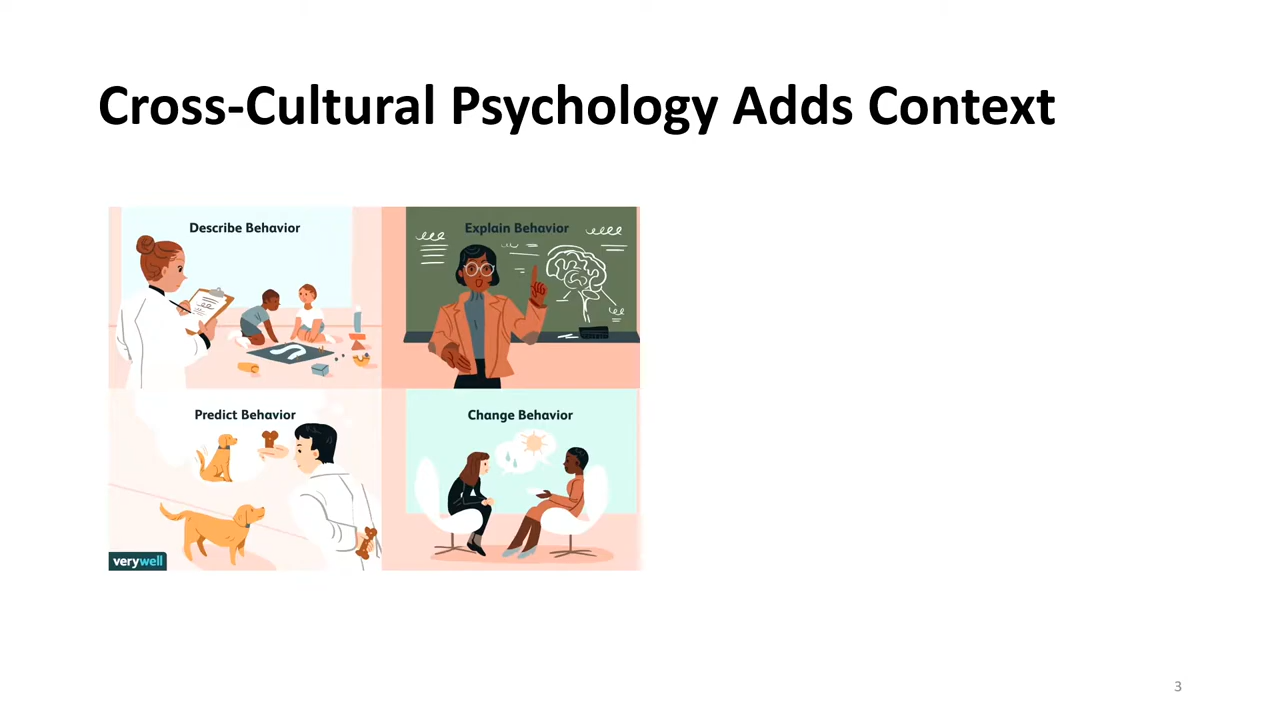 Cross-Cultural Psychology Adds Context
Describe Behavior
Explain Behavior
Predict Behavior
Change Behavior
verywell
3